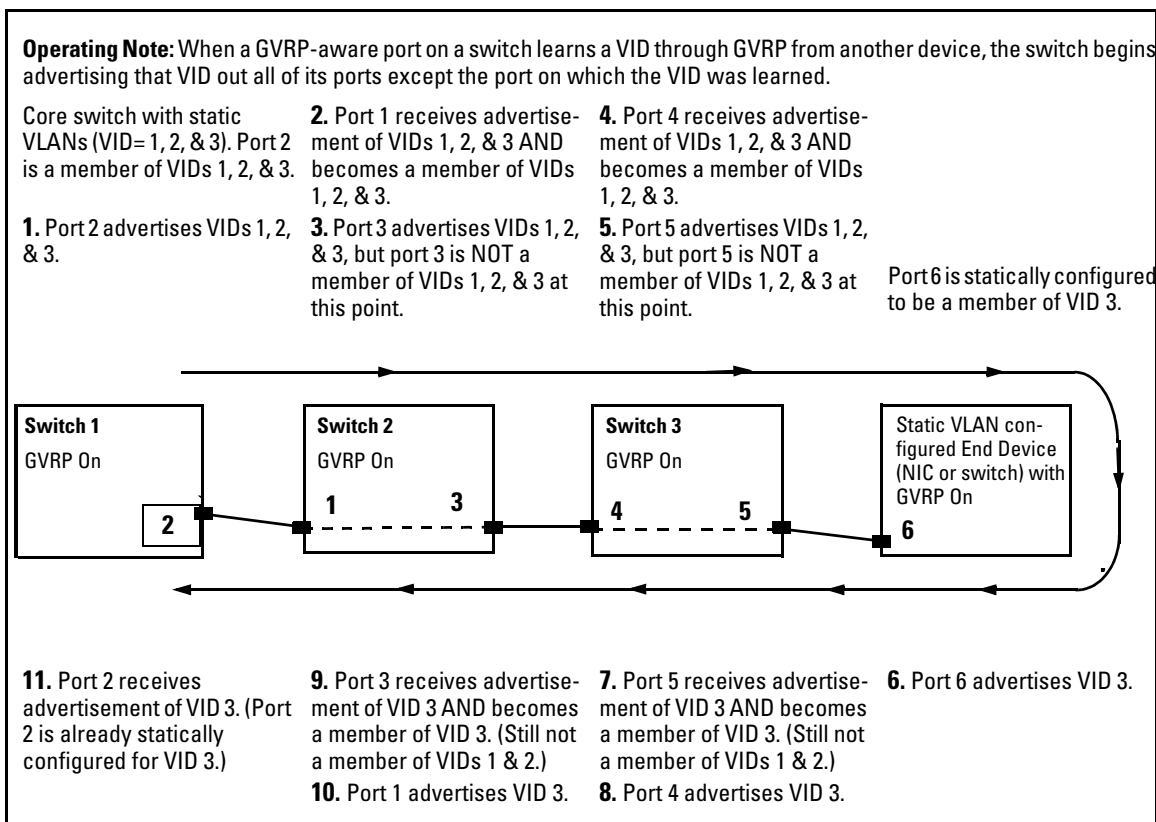 Operating Note: When a GVRP-aware port on a switch learns a VID through GVRP from another device, the switch begins
advertising that VID out all of its ports except the port on which the VID was learned.
Core switch with static
VLANs (VID= 1, 2, & 3). Port 2
is a member of VIDs 1, 2, & 3.
1. Port 2 advertises VIDs 1, 2,
& 3.
2. Port 1 receives advertise-
ment of VIDs 1, 2, & 3 AND
becomes a member of VIDs
1, 2, & 3.
3. Port 3 advertises VIDs 1, 2,
& 3, but port 3 is NOT a
member of VIDs 1, 2, & 3 at
this point.
4. Port 4 receives advertise-
ment of VIDs 1, 2, & 3 AND
becomes a member of VIDs
1, 2, & 3.
5. Port 5 advertises VIDs 1, 2,
& 3, but port 5 is NOT a
member of VIDs 1, 2, & 3 at
this point.
Port 6 is statically configured
to be a member of VID 3.
Switch 1
GVRP On
2
Switch 2
GVRP On
1 3
Switch 3
GVRP On
4 5
Static VLAN con-
figured End Device
(NIC or switch) with
GVRP On
6
11. Port 2 receives
advertisement of VID 3. (Port
2 is already statically
configured for VID 3.)
9. Port 3 receives advertise-
ment of VID 3 AND becomes
a member of VID 3. (Still not
a member of VIDs 1 & 2.)
10. Port 1 advertises VID 3.
7. Port 5 receives advertise-
ment of VID 3 AND becomes
a member of VID 3. (Still not
a member of VIDs 1 & 2.)
8. Port 4 advertises VID 3.
6. Port 6 advertises VID 3.